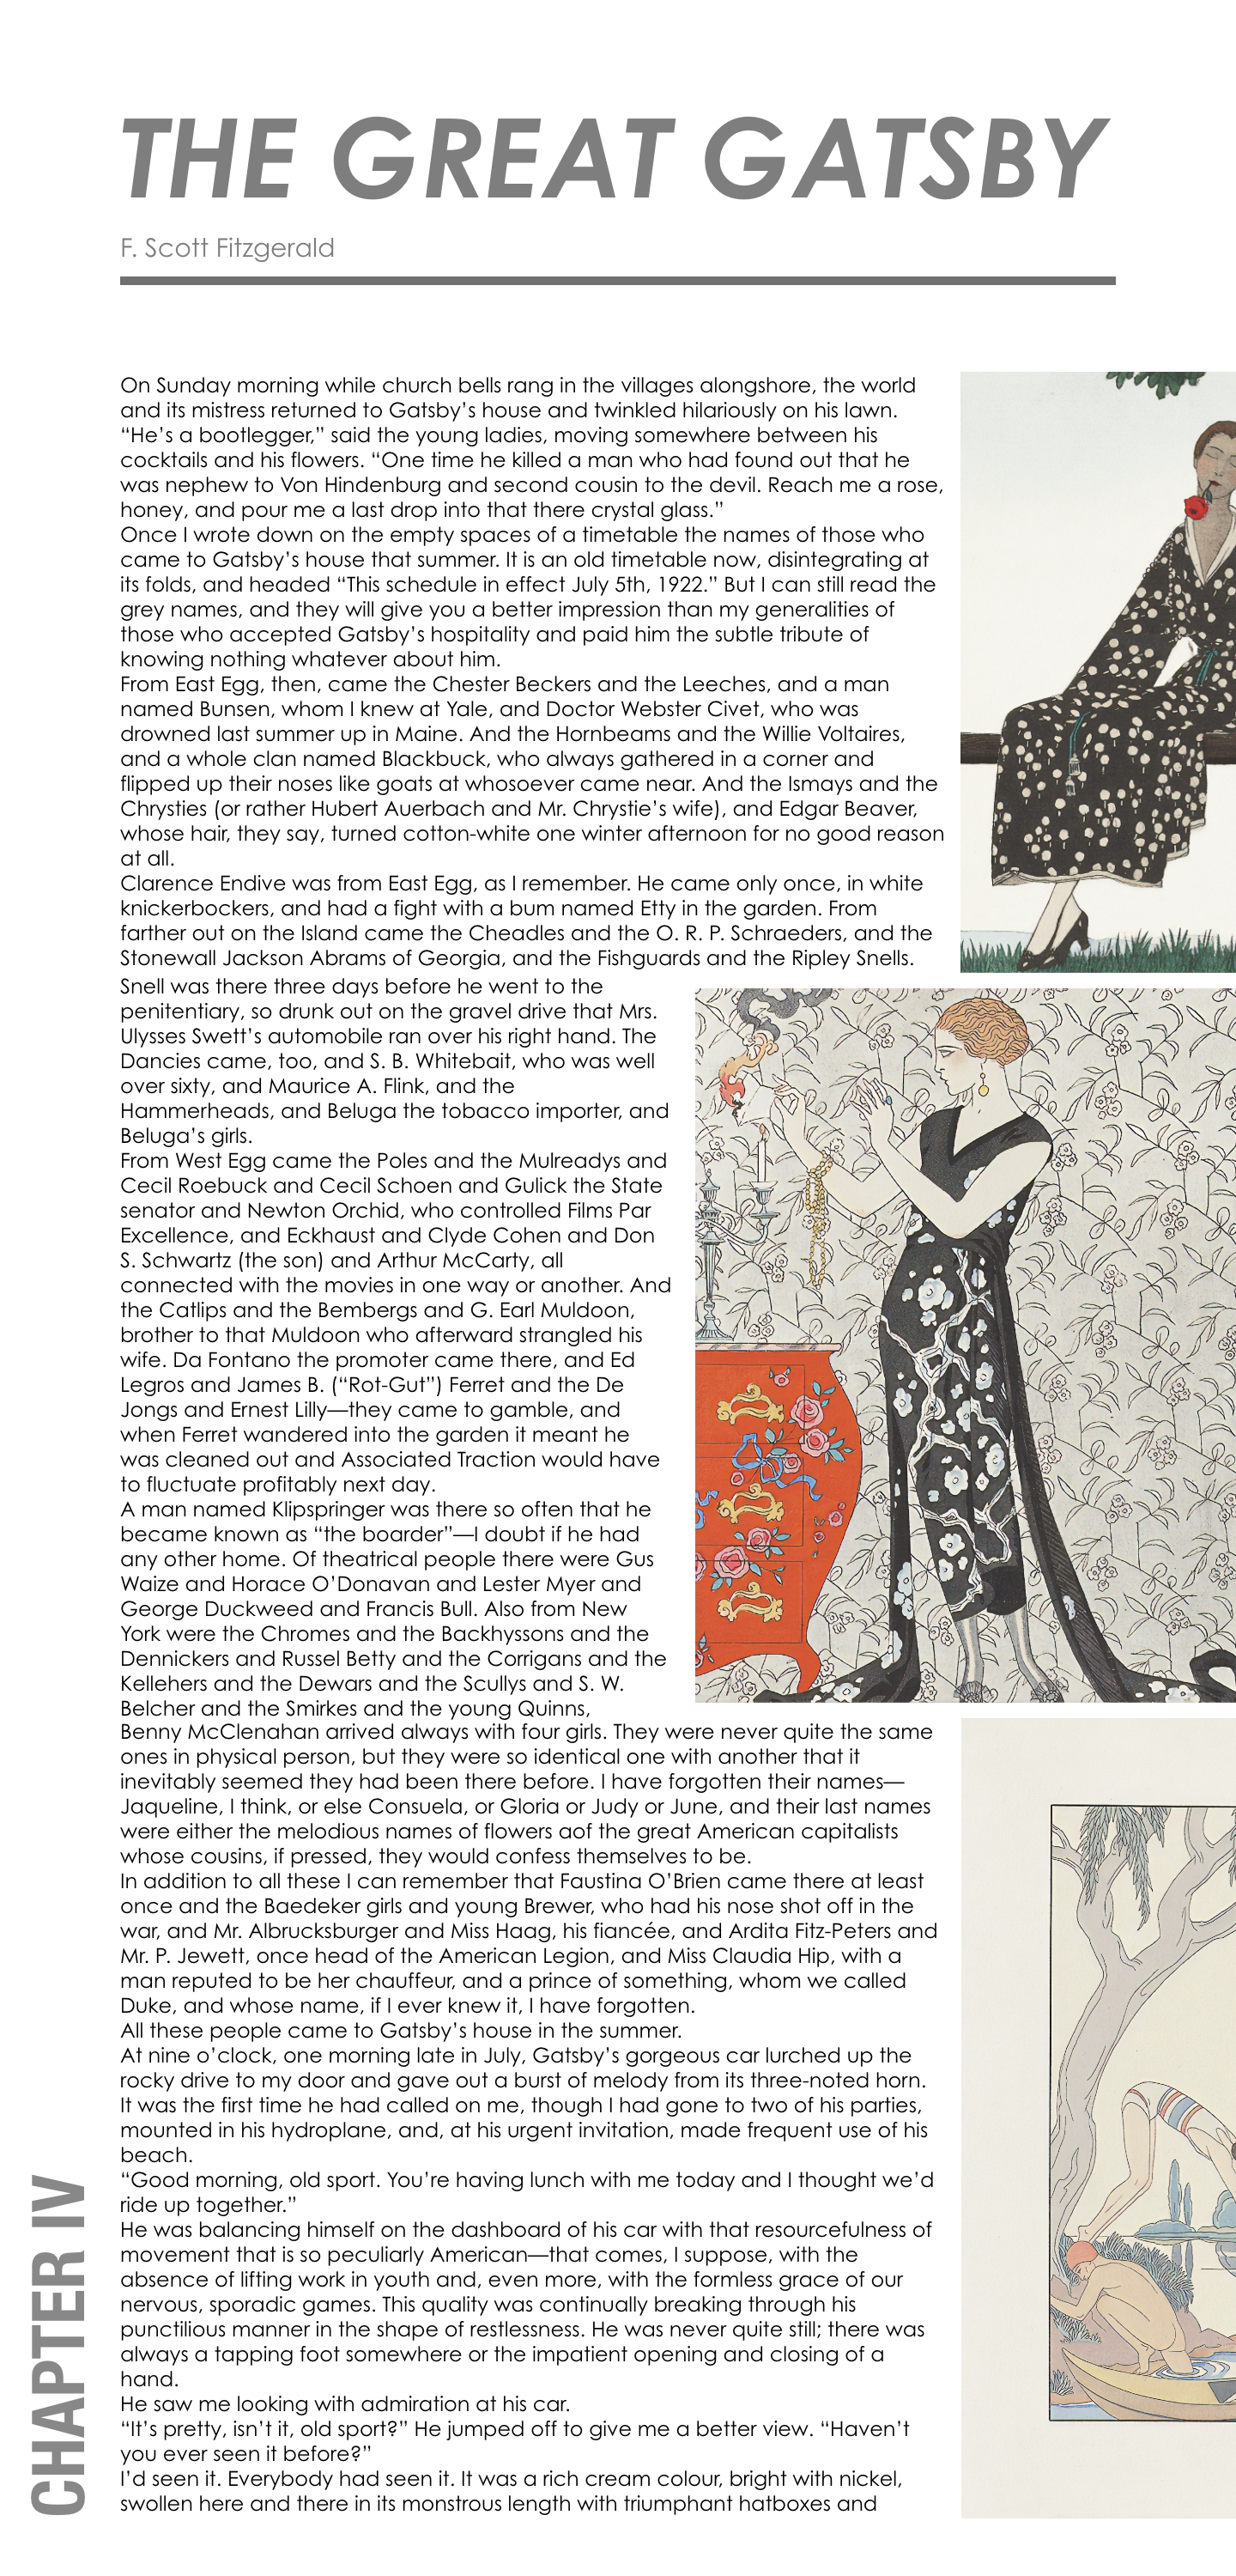 THE GREAT GATSBY
F. Scott Fitzgerald
On Sunday morning while church bells rang in the villages alongshore, the world
and its mistress returned to Gatsby’s house and twinkled hilariously on his lawn.
“He’s a bootlegger,” said the young ladies, moving somewhere between his
cocktails and his flowers. “One time he killed a man who had found out that he
was nephew to Von Hindenburg and second cousin to the devil. Reach me a rose,
honey, and pour me a last drop into that there crystal glass.”
Once I wrote down on the empty spaces of a timetable the names of those who
came to Gatsby’s house that summer. It is an old timetable now, disintegrating at
its folds, and headed “This schedule in effect July 5th, 1922.” But I can still read the
grey names, and they will give you a better impression than my generalities of
those who accepted Gatsby’s hospitality and paid him the subtle tribute of
knowing nothing whatever about him.
From East Egg, then, came the Chester Beckers and the Leeches, and a man
named Bunsen, whom I knew at Yale, and Doctor Webster Civet, who was
drowned last summer up in Maine. And the Hornbeams and the Willie Voltaires,
and a whole clan named Blackbuck, who always gathered in a corner and
flipped up their noses like goats at whosoever came near. And the Ismays and the
Chrysties (or rather Hubert Auerbach and Mr. Chrystie’s wife), and Edgar Beaver,
whose hair, they say, turned cotton-white one winter afternoon for no good reason
at all.
Clarence Endive was from East Egg, as I remember. He came only once, in white
knickerbockers, and had a fight with a bum named Etty in the garden. From
farther out on the Island came the Cheadles and the O. R. P. Schraeders, and the
Stonewall Jackson Abrams of Georgia, and the Fishguards and the Ripley Snells.
Snell was there three days before he went to the
penitentiary, so drunk out on the gravel drive that Mrs.
Ulysses Swett’s automobile ran over his right hand. The
Dancies came, too, and S. B. Whitebait, who was well
over sixty, and Maurice A. Flink, and the
Hammerheads, and Beluga the tobacco importer, and
Beluga’s girls.
From West Egg came the Poles and the Mulreadys and
Cecil Roebuck and Cecil Schoen and Gulick the State
senator and Newton Orchid, who controlled Films Par
Excellence, and Eckhaust and Clyde Cohen and Don
S. Schwartz (the son) and Arthur McCarty, all
connected with the movies in one way or another. And
the Catlips and the Bembergs and G. Earl Muldoon,
brother to that Muldoon who afterward strangled his
wife. Da Fontano the promoter came there, and Ed
Legros and James B. (“Rot-Gut”) Ferret and the De
Jongs and Ernest Lilly—they came to gamble, and
when Ferret wandered into the garden it meant he
was cleaned out and Associated Traction would have
to fluctuate profitably next day.
A man named Klipspringer was there so often that he
became known as “the boarder”—I doubt if he had
any other home. Of theatrical people there were Gus
Waize and Horace O’Donavan and Lester Myer and
George Duckweed and Francis Bull. Also from New
York were the Chromes and the Backhyssons and the
Dennickers and Russel Betty and the Corrigans and the
Kellehers and the Dewars and the Scullys and S. W.
Belcher and the Smirkes and the young Quinns,
Benny McClenahan arrived always with four girls. They were never quite the same
ones in physical person, but they were so identical one with another that it
inevitably seemed they had been there before. I have forgotten their names—
Jaqueline, I think, or else Consuela, or Gloria or Judy or June, and their last names
were either the melodious names of flowers aof the great American capitalists
whose cousins, if pressed, they would confess themselves to be.
In addition to all these I can remember that Faustina O’Brien came there at least
once and the Baedeker girls and young Brewer, who had his nose shot off in the
war, and Mr. Albrucksburger and Miss Haag, his fiancée, and Ardita Fitz-Peters and
Mr. P. Jewett, once head of the American Legion, and Miss Claudia Hip, with a
man reputed to be her chauffeur, and a prince of something, whom we called
Duke, and whose name, if I ever knew it, I have forgotten.
All these people came to Gatsby’s house in the summer.
At nine o’clock, one morning late in July, Gatsby’s gorgeous car lurched up the
rocky drive to my door and gave out a burst of melody from its three-noted horn.
It was the first time he had called on me, though I had gone to two of his parties,
mounted in his hydroplane, and, at his urgent invitation, made frequent use of his
beach.
“Good morning, old sport. You’re having lunch with me today and I thought we’d
ride up together.”
He was balancing himself on the dashboard of his car with that resourcefulness of
movement that is so peculiarly American—that comes, I suppose, with the
absence of lifting work in youth and, even more, with the formless grace of our
nervous, sporadic games. This quality was continually breaking through his
punctilious manner in the shape of restlessness. He was never quite still; there was
always a tapping foot somewhere or the impatient opening and closing of a
hand.
He saw me looking with admiration at his car.
“It’s pretty, isn’t it, old sport?” He jumped off to give me a better view. “Haven’t
you ever seen it before?”
I’d seen it. Everybody had seen it. It was a rich cream colour, bright with nickel,
swollen here and there in its monstrous length with triumphant hatboxes and
CHAPTER IV